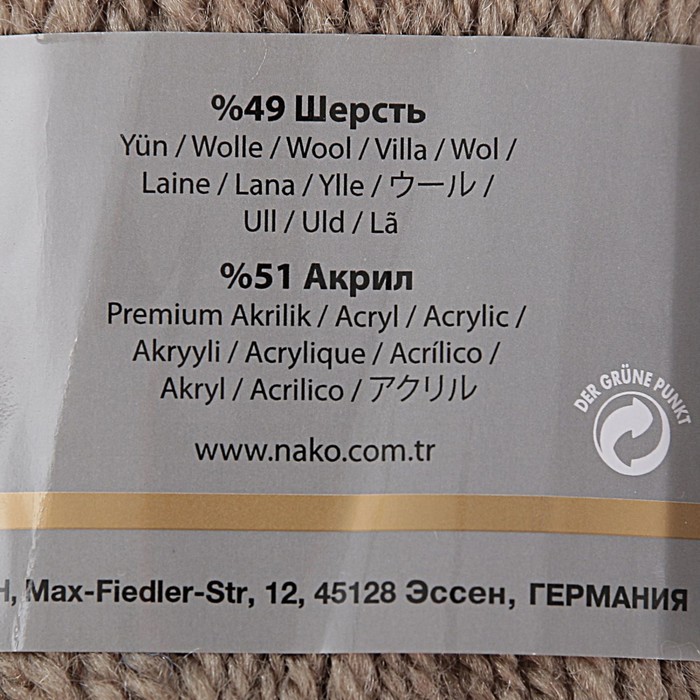 %49 Шерсть
Yün / Wolle / Wool / Villa / Wol /
Laine / Lana / Ylle / ウール /
Ull / Uld / Lã
%51 Акрил
Premium Akrilik / Acryl / Acrylic /
Akryyli / Acrylique / Acrílico /
Akryl / Acrilico / アクリル
DER GRÜNE PUNKT
www.nako.com.tr
Max-Fiedler-Str, 12, 45128 Эссен, ГЕРМАНИЯ